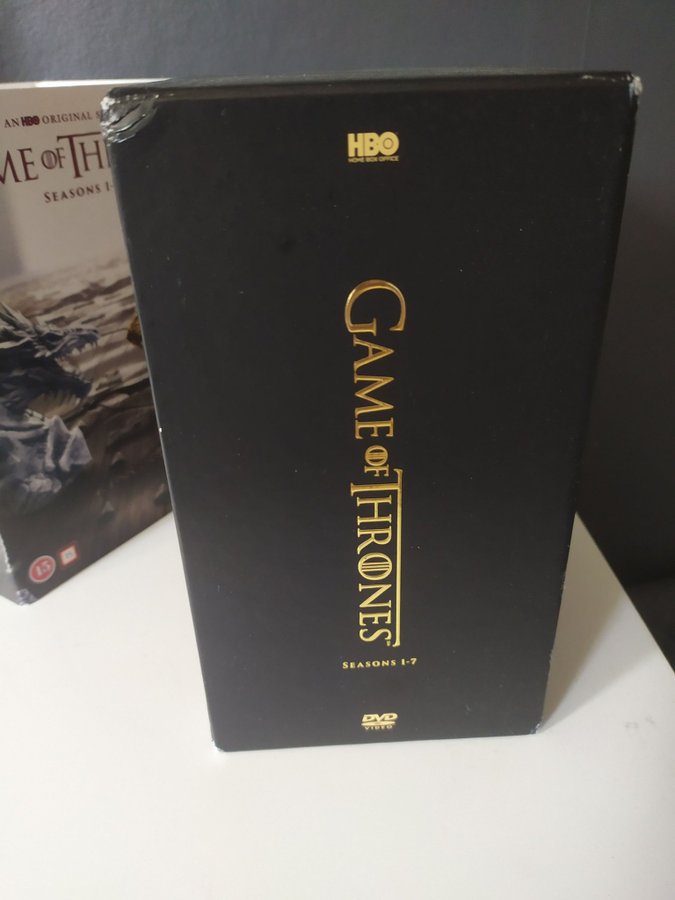 AN HBO ORIGINAL S
ME OF TH
SEASONS 1-
15
HBO
HOME BOX OFFICE
GAME OF THRONES
SEASONS 1-7
DVD
VIDEO